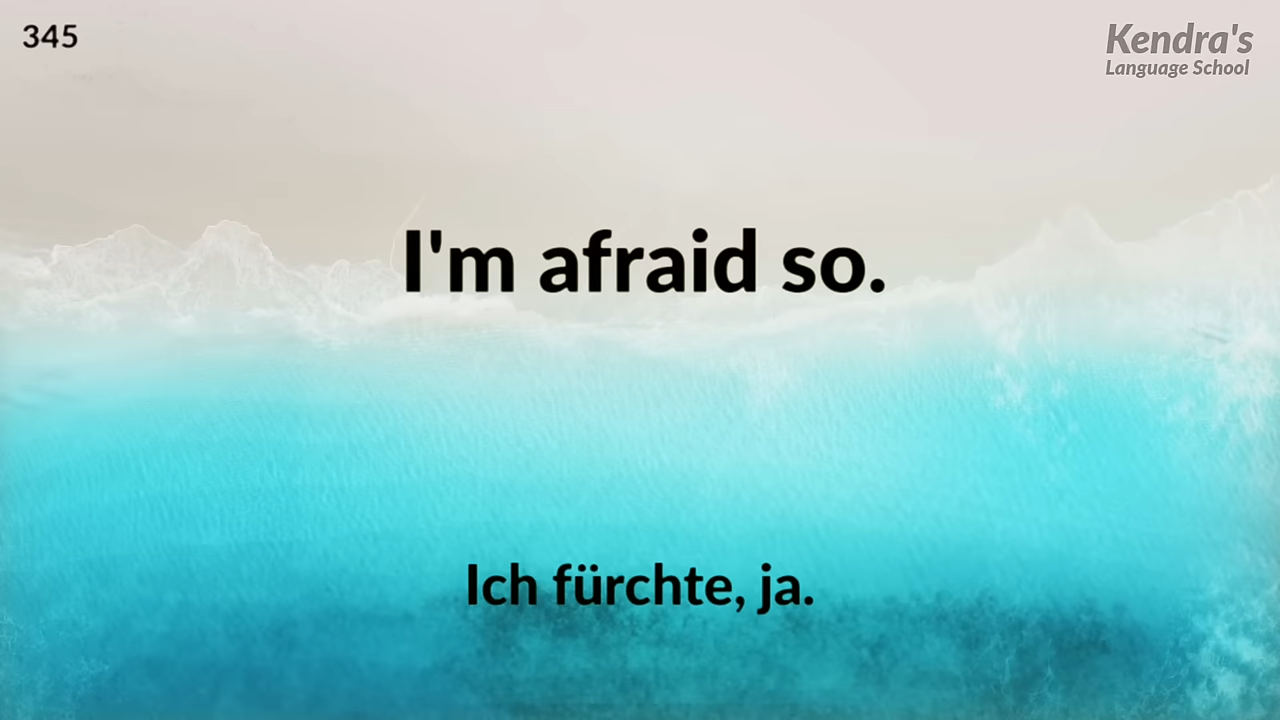 345
Kendra's
Language School
I'm afraid so.
Ich fürchte, ja.